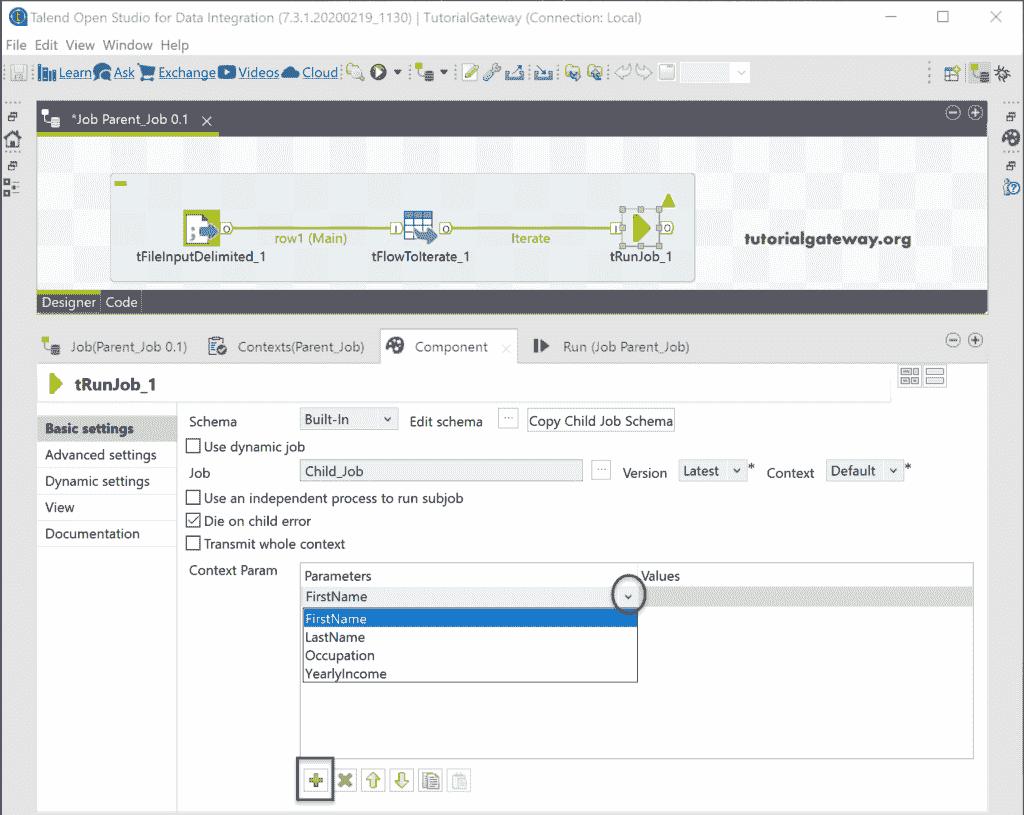 Talend Open Studio for Data Integration (7.3.1.20200219_1130) | TutorialGateway (Connection: Local)
File Edit View Window Help
Learn Ask Exchange Videos Cloud
*Job Parent_Job 0.1
row1 (Main)
Iterate
tFileInputDelimited_1
tFlowToIterate_1
tRunJob_1
tutorialgateway.org
Designer Code
Job(Parent_Job 0.1) Contexts(Parent_Job) Component Run (Job Parent_Job)
tRunJob_1
Basic settings
Advanced settings
Dynamic settings
View
Documentation
Schema Built-In Edit schema ... Copy Child Job Schema
Use dynamic job
Job Child_Job ... Version Latest * Context Default *
Use an independent process to run subjob
Die on child error
Transmit whole context
Context Param
Parameters Values
FirstName
FirstName
LastName
Occupation
YearlyIncome